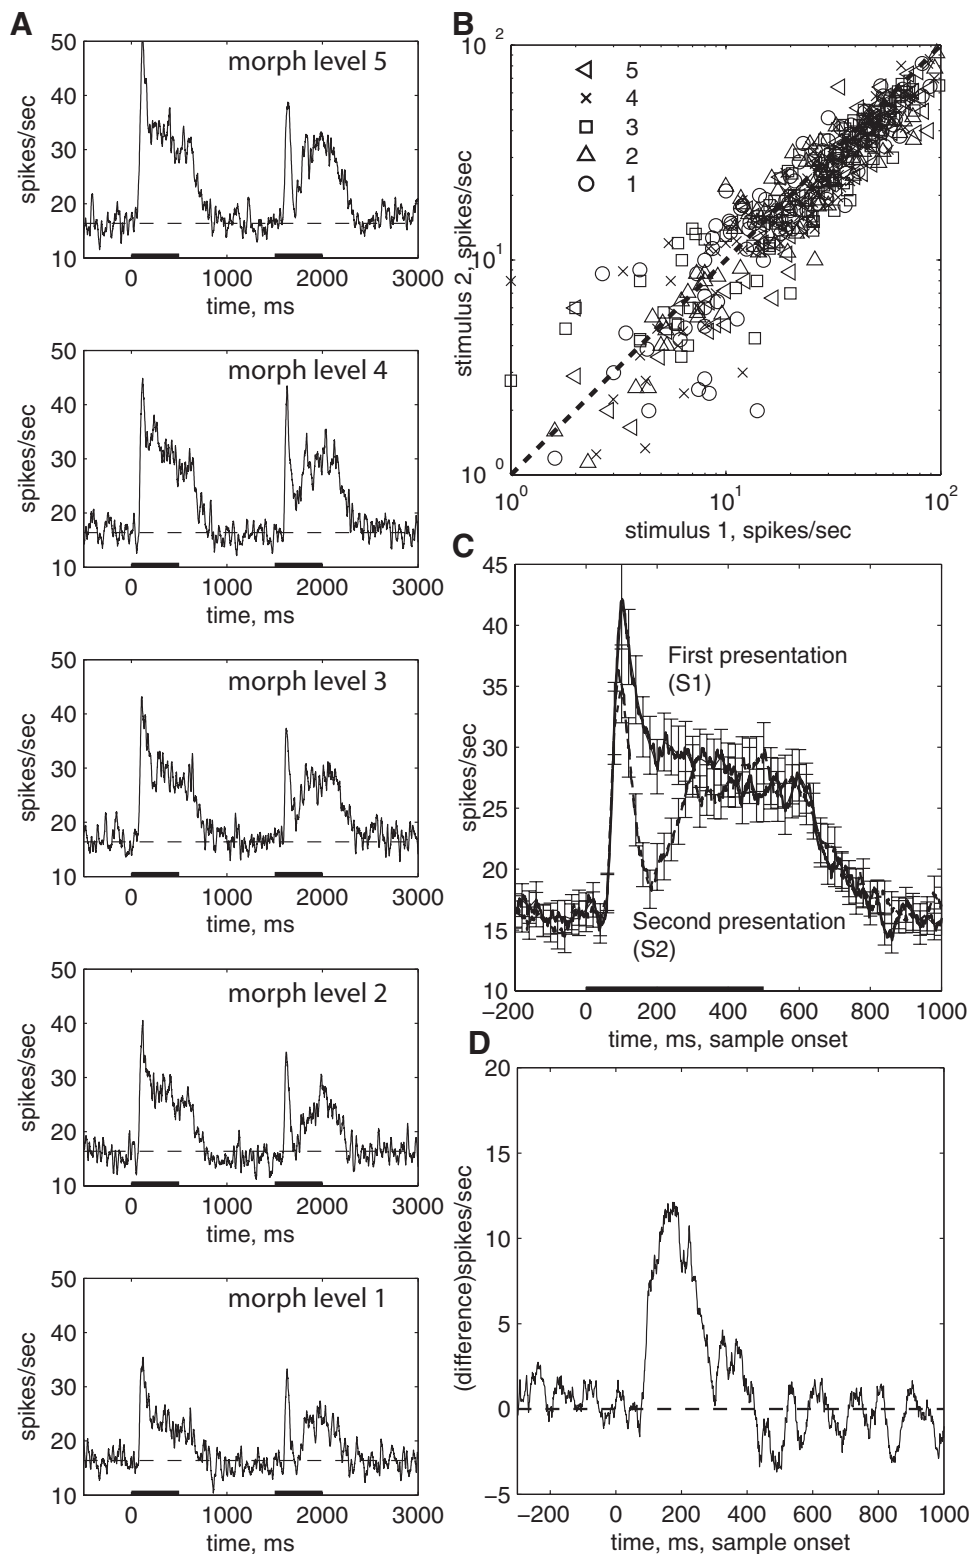 A
morph level 5
50
40
30
20
10
spikes/sec
0 1000 2000 3000
time, ms
morph level 4
50
40
30
20
10
spikes/sec
0 1000 2000 3000
time, ms
morph level 3
50
40
30
20
10
spikes/sec
0 1000 2000 3000
time, ms
morph level 2
50
40
30
20
10
spikes/sec
0 1000 2000 3000
time, ms
morph level 1
50
40
30
20
10
spikes/sec
0 1000 2000 3000
time, ms
B
10 2
10 1
10 0
stimulus 2, spikes/sec
5
4
3
2
1
10 0 10 1 10 2
stimulus 1, spikes/sec
C
45
40
35
30
25
20
15
10
spikes/sec
First presentation
(S1)
Second presentation
(S2)
−200 0 200 400 600 800 1000
time, ms, sample onset
D
20
15
10
5
0
−5
(difference)spikes/sec
−200 0 200 400 600 800 1000
time, ms, sample onset